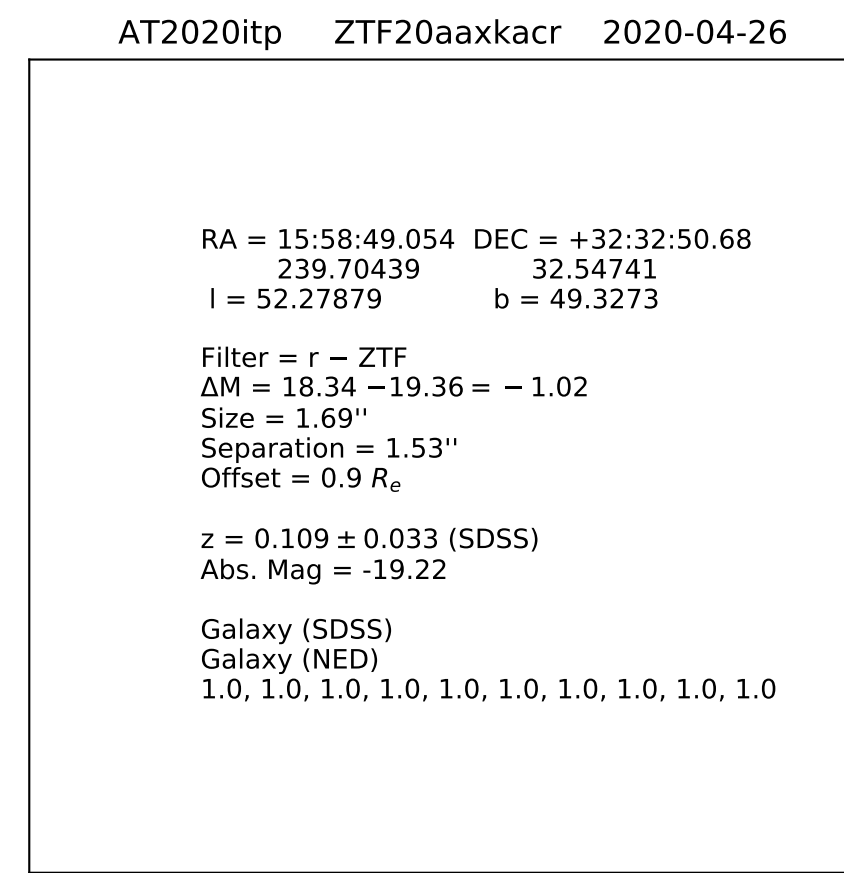 AT2020itp ZTF20aaxkacr 2020-04-26
RA = 15:58:49.054 DEC = +32:32:50.68
239.70439 32.54741
l = 52.27879 b = 49.3273
Filter = r − ZTF
ΔM = 18.34 −19.36 = − 1.02
Size = 1.69''
Separation = 1.53''
Offset = 0.9 Rₑ
z = 0.109 ± 0.033 (SDSS)
Abs. Mag = -19.22
Galaxy (SDSS)
Galaxy (NED)
1.0, 1.0, 1.0, 1.0, 1.0, 1.0, 1.0, 1.0, 1.0, 1.0